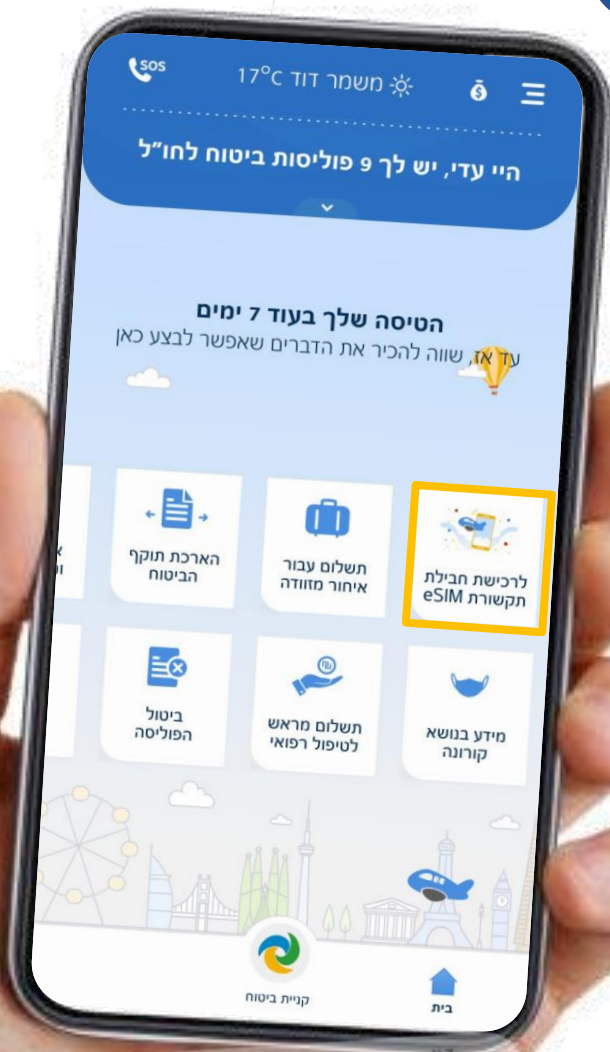 SOS
משמר דוד 17°C
היי עדי, יש לך 9 פוליסות ביטוח לחו"ל
הטיסה שלך בעוד 7 ימים
עד אז, שווה להכיר את הדברים שאפשר לבצע כאן
לרכישת חבילת
תקשורת eSIM
תשלום עבור
איחור מזוודה
הארכת תוקף
הביטוח
מידע בנושא
קורונה
תשלום מראש
לטיפול רפואי
ביטול
הפוליסה
בית
קניית ביטוח